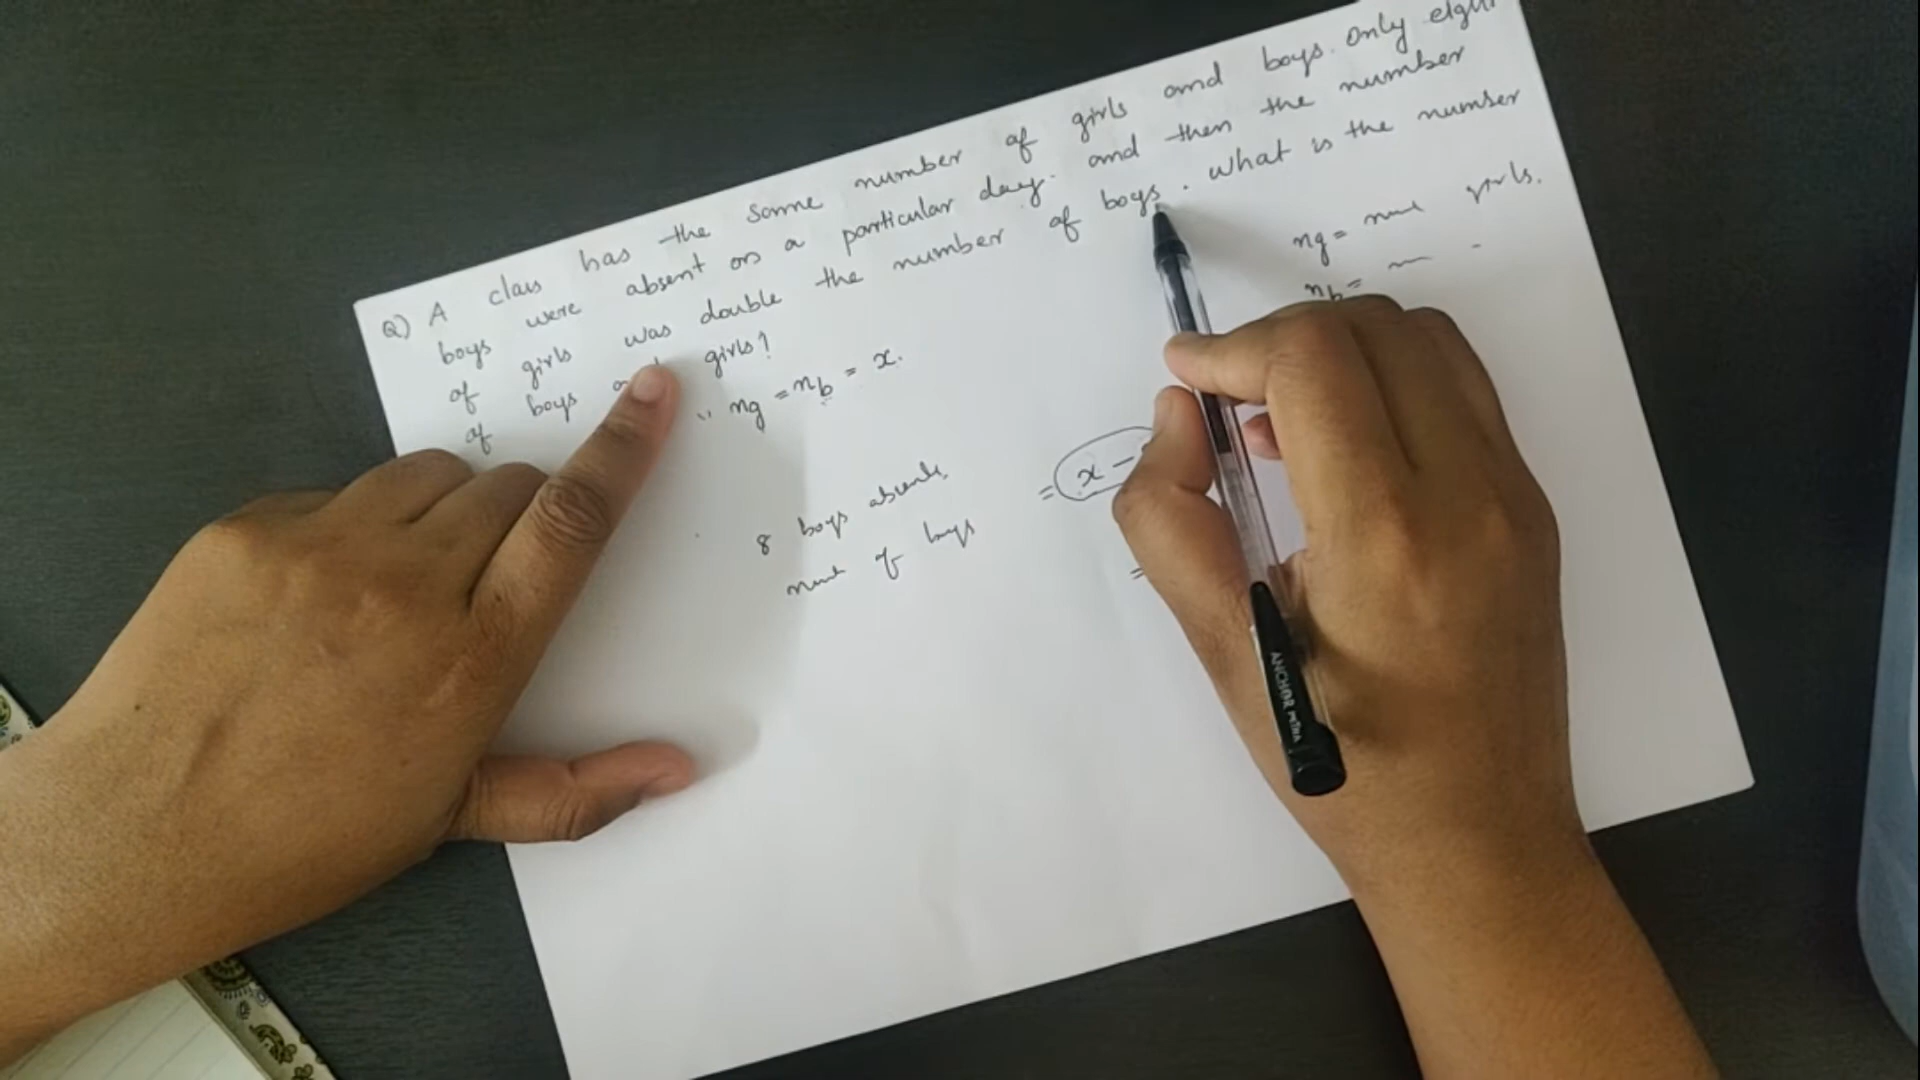 Q) A class has the same number of girls and boys. Only eight
boys were absent on a particular day. and then the number
of girls was double the number of boys. what is the number
of boys girls?
ng = girls.
nb =
ng = nb = x.
8 boys absent = x -
of boys =
ANCHOR